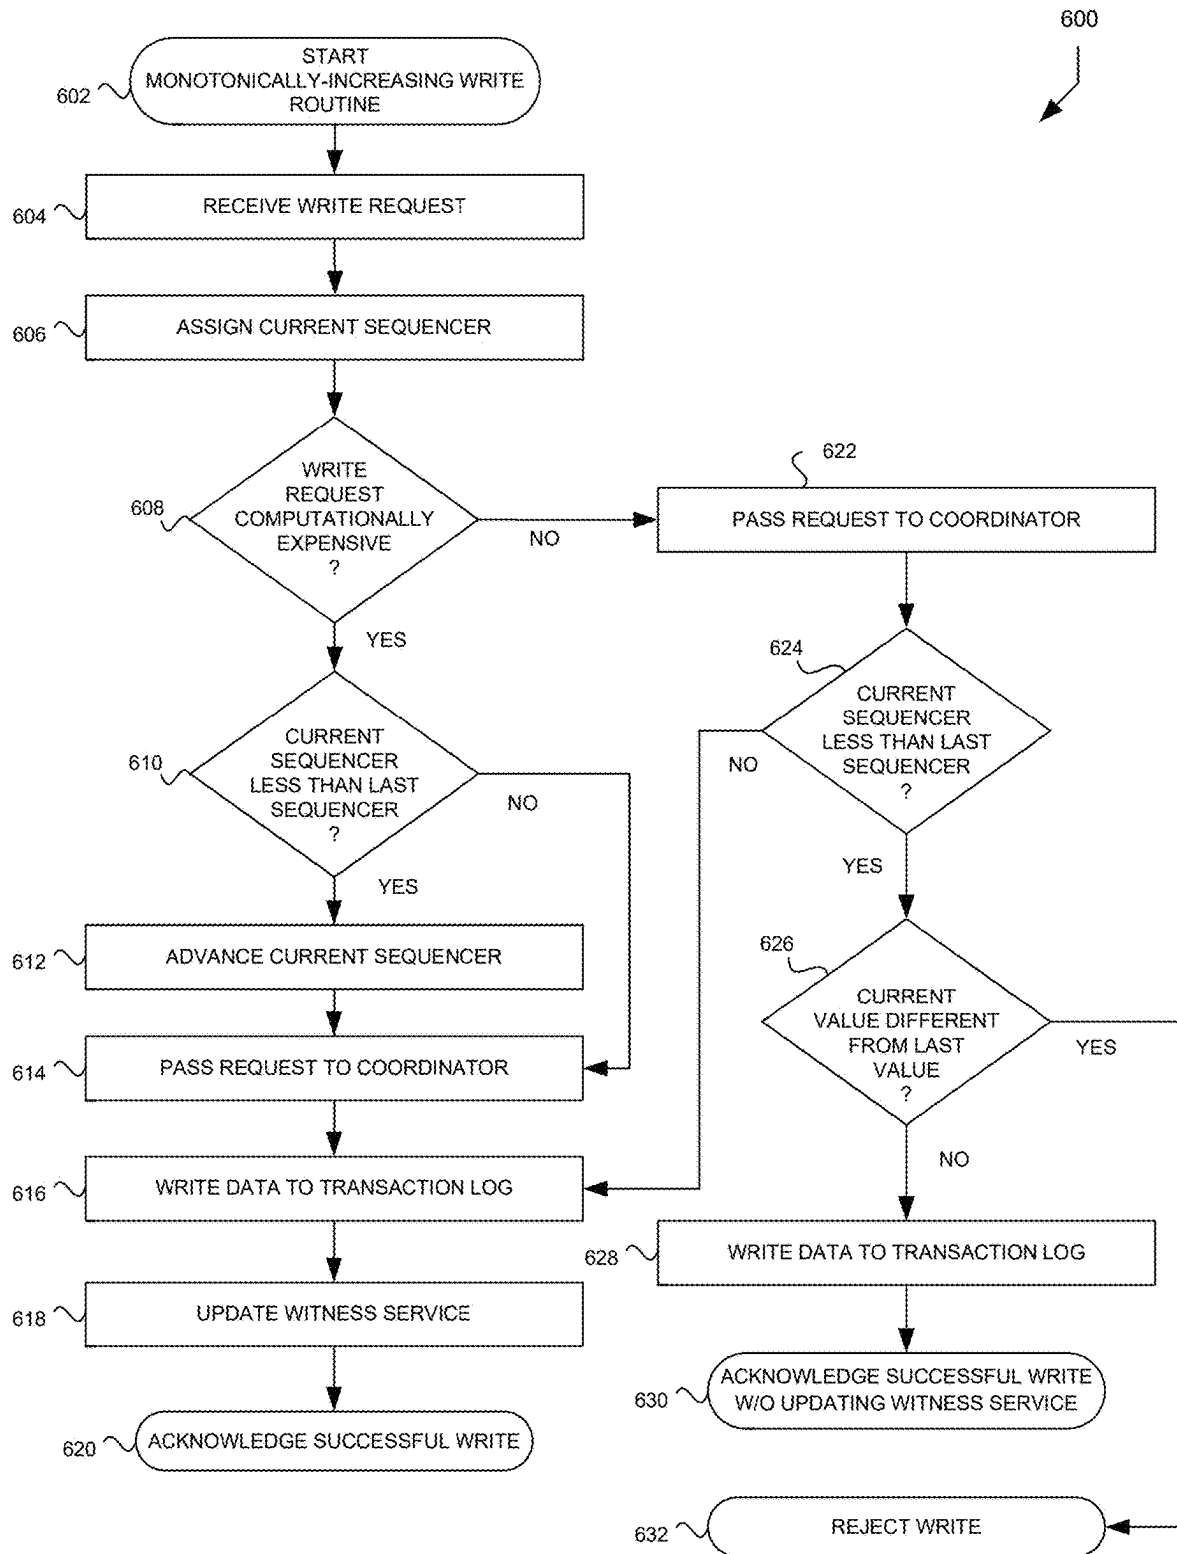 600
START
MONOTONICALLY-INCREASING WRITE
ROUTINE
602
RECEIVE WRITE REQUEST
604
ASSIGN CURRENT SEQUENCER
606
WRITE
REQUEST
COMPUTATIONALLY
EXPENSIVE
?
608
NO
YES
622
PASS REQUEST TO COORDINATOR
CURRENT
SEQUENCER
LESS THAN LAST
SEQUENCER
?
610
NO
YES
624
CURRENT
SEQUENCER
LESS THAN LAST
SEQUENCER
?
NO
YES
ADVANCE CURRENT SEQUENCER
612
PASS REQUEST TO COORDINATOR
614
626
CURRENT
VALUE DIFFERENT
FROM LAST
VALUE
?
YES
NO
WRITE DATA TO TRANSACTION LOG
616
UPDATE WITNESS SERVICE
618
ACKNOWLEDGE SUCCESSFUL WRITE
620
WRITE DATA TO TRANSACTION LOG
628
ACKNOWLEDGE SUCCESSFUL WRITE
W/O UPDATING WITNESS SERVICE
630
REJECT WRITE
632